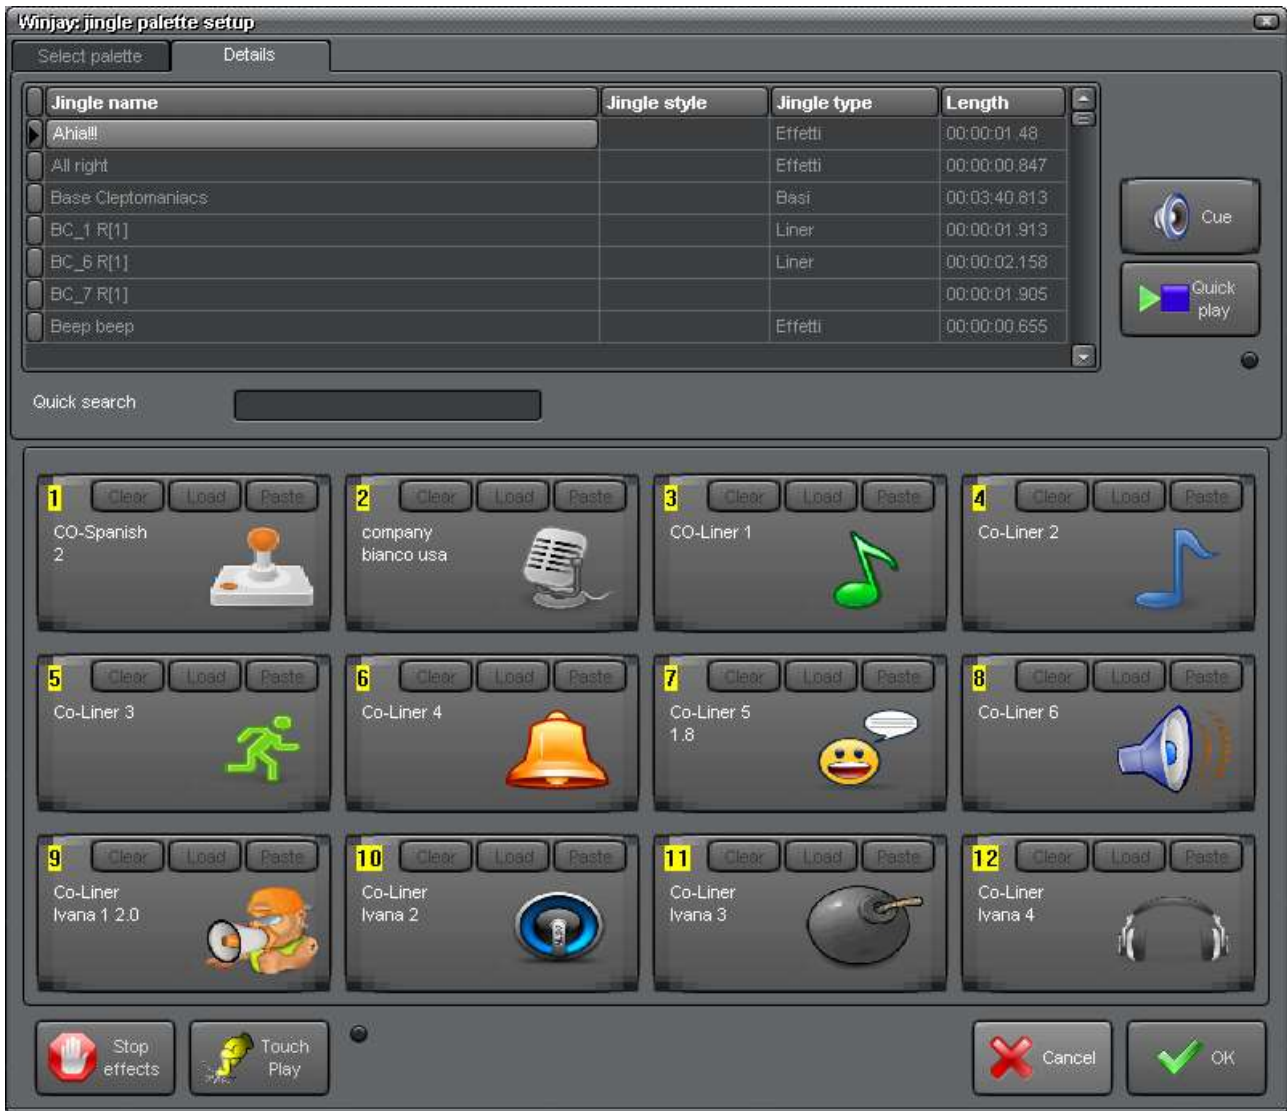 Winjay: jingle palette setup
Select palette Details
Jingle name Jingle style Jingle type Length
Ahia!!! Effetti 00:00:01.48
All right Effetti 00:00:00.847
Base Cleptomaniacs Basi 00:03:40.813
BC_1 R[1] Liner 00:00:01.913
BC_6 R[1] Liner 00:00:02.158
BC_7 R[1] 00:00:01.905
Beep beep Effetti 00:00:00.655
Cue
Quick
play
Quick search
1 Clear Load Paste
CO-Spanish
2
2 Clear Load Paste
company
bianco usa
3 Clear Load Paste
CO-Liner 1
4 Clear Load Paste
Co-Liner 2
5 Clear Load Paste
Co-Liner 3
6 Clear Load Paste
Co-Liner 4
7 Clear Load Paste
Co-Liner 5
1.8
8 Clear Load Paste
Co-Liner 6
9 Clear Load Paste
Co-Liner
Ivana 1 2.0
10 Clear Load Paste
Co-Liner
Ivana 2
11 Clear Load Paste
Co-Liner
Ivana 3
12 Clear Load Paste
Co-Liner
Ivana 4
Stop
effects
Touch
Play
Cancel
OK